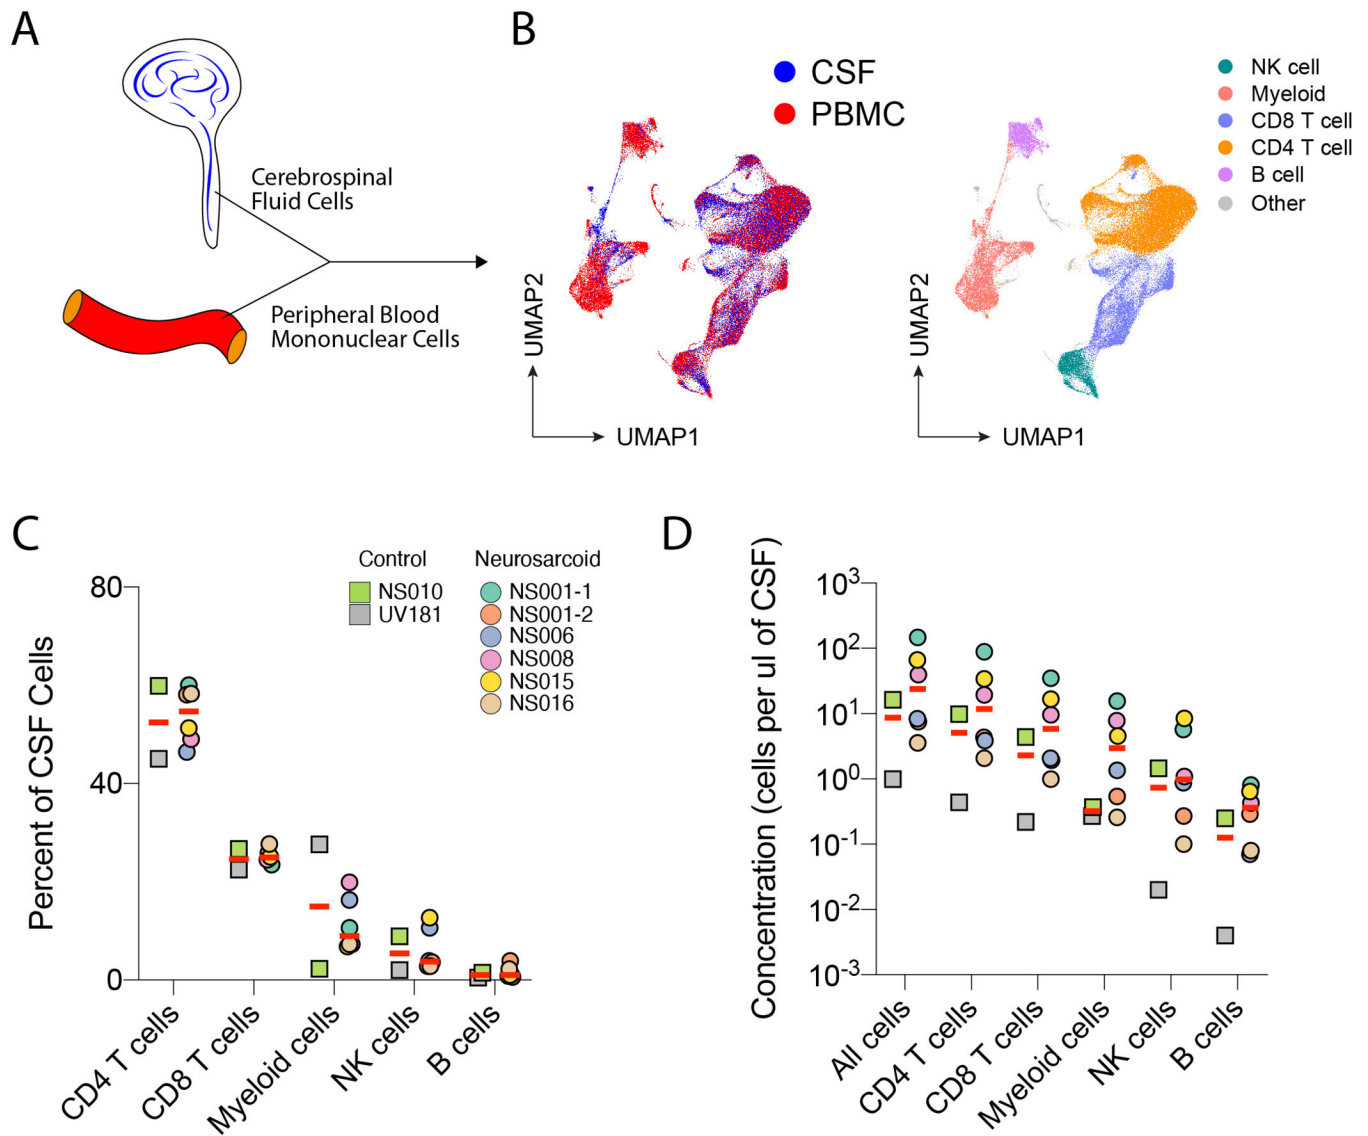 A
Cerebrospinal
Fluid Cells
Peripheral Blood
Mononuclear Cells
B
CSF
PBMC
UMAP2
UMAP1
NK cell
Myeloid
CD8 T cell
CD4 T cell
B cell
Other
UMAP2
UMAP1
C
Control
NS010
UV181
Neurosarcoid
NS001-1
NS001-2
NS006
NS008
NS015
NS016
Percent of CSF Cells
80
40
0
CD4 T cells
CD8 T cells
Myeloid cells
NK cells
B cells
D
Concentration (cells per ul of CSF)
10³
10²
10¹
10⁰
10⁻¹
10⁻²
10⁻³
All cells
CD4 T cells
CD8 T cells
Myeloid cells
NK cells
B cells